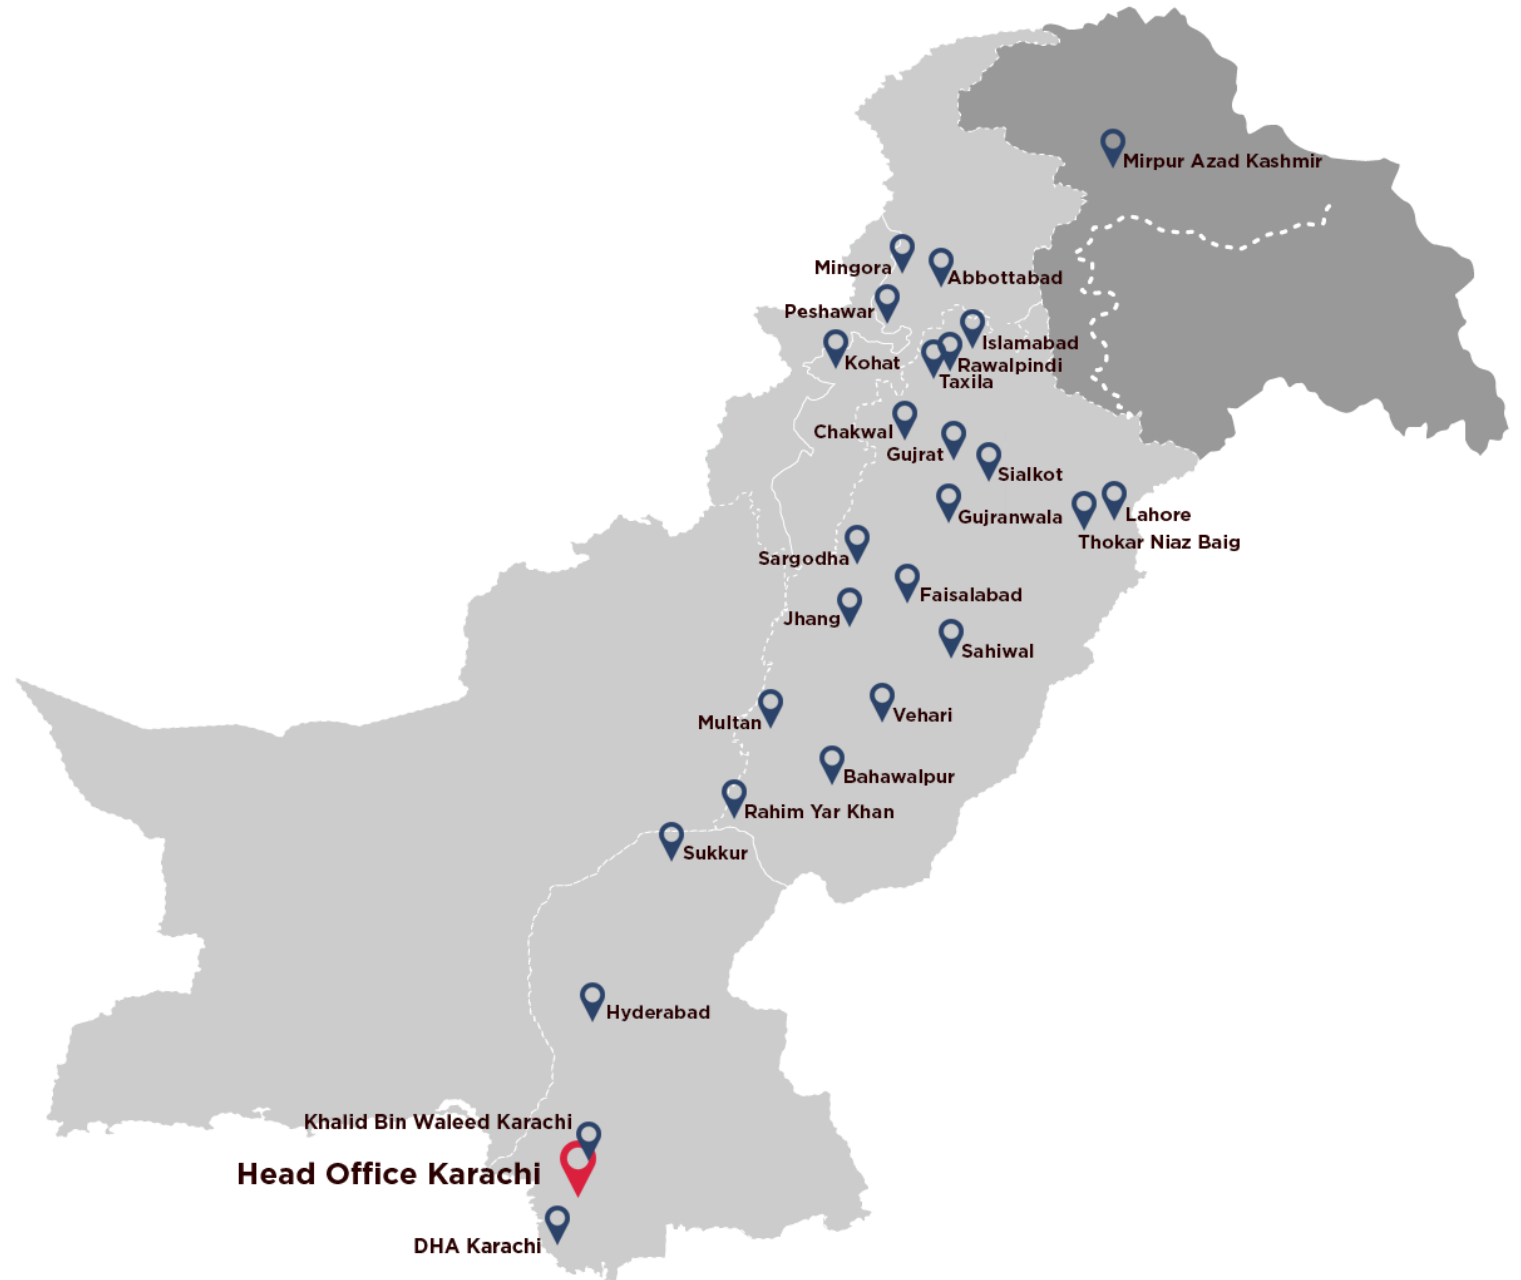 Mirpur Azad Kashmir
Mingora
Abbottabad
Peshawar
Islamabad
Kohat
Rawalpindi
Taxila
Chakwal
Gujrat
Sialkot
Gujranwala
Lahore
Thokar Niaz Baig
Sargodha
Faisalabad
Jhang
Sahiwal
Multan
Vehari
Bahawalpur
Rahim Yar Khan
Sukkur
Hyderabad
Khalid Bin Waleed Karachi
Head Office Karachi
DHA Karachi